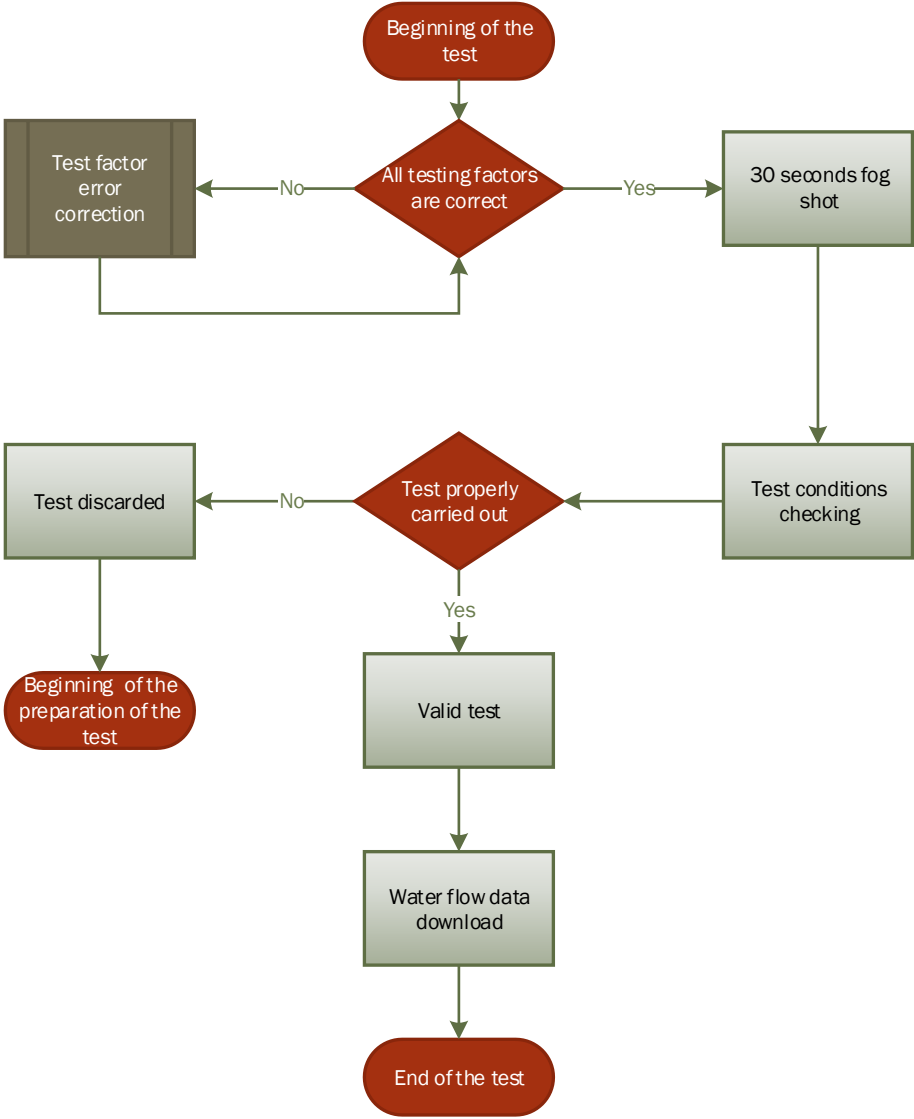 Beginning of the
test
Test factor
error
correction
No
All testing factors
are correct
Yes
30 seconds fog
shot
Test discarded
No
Test properly
carried out
Test conditions
checking
Yes
Beginning of the
preparation of the
test
Valid test
Water flow data
download
End of the test